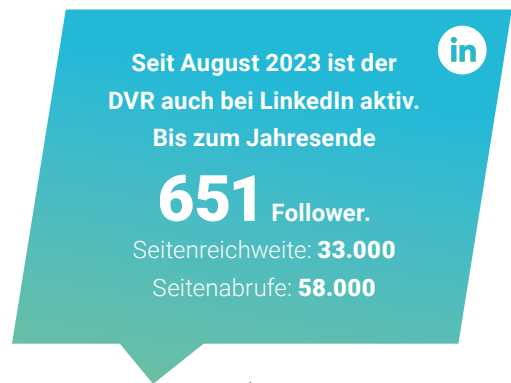 in
Seit August 2023 ist der
DVR auch bei LinkedIn aktiv.
Bis zum Jahresende
651 Follower.
Seitenreichweite: 33.000
Seitenabrufe: 58.000